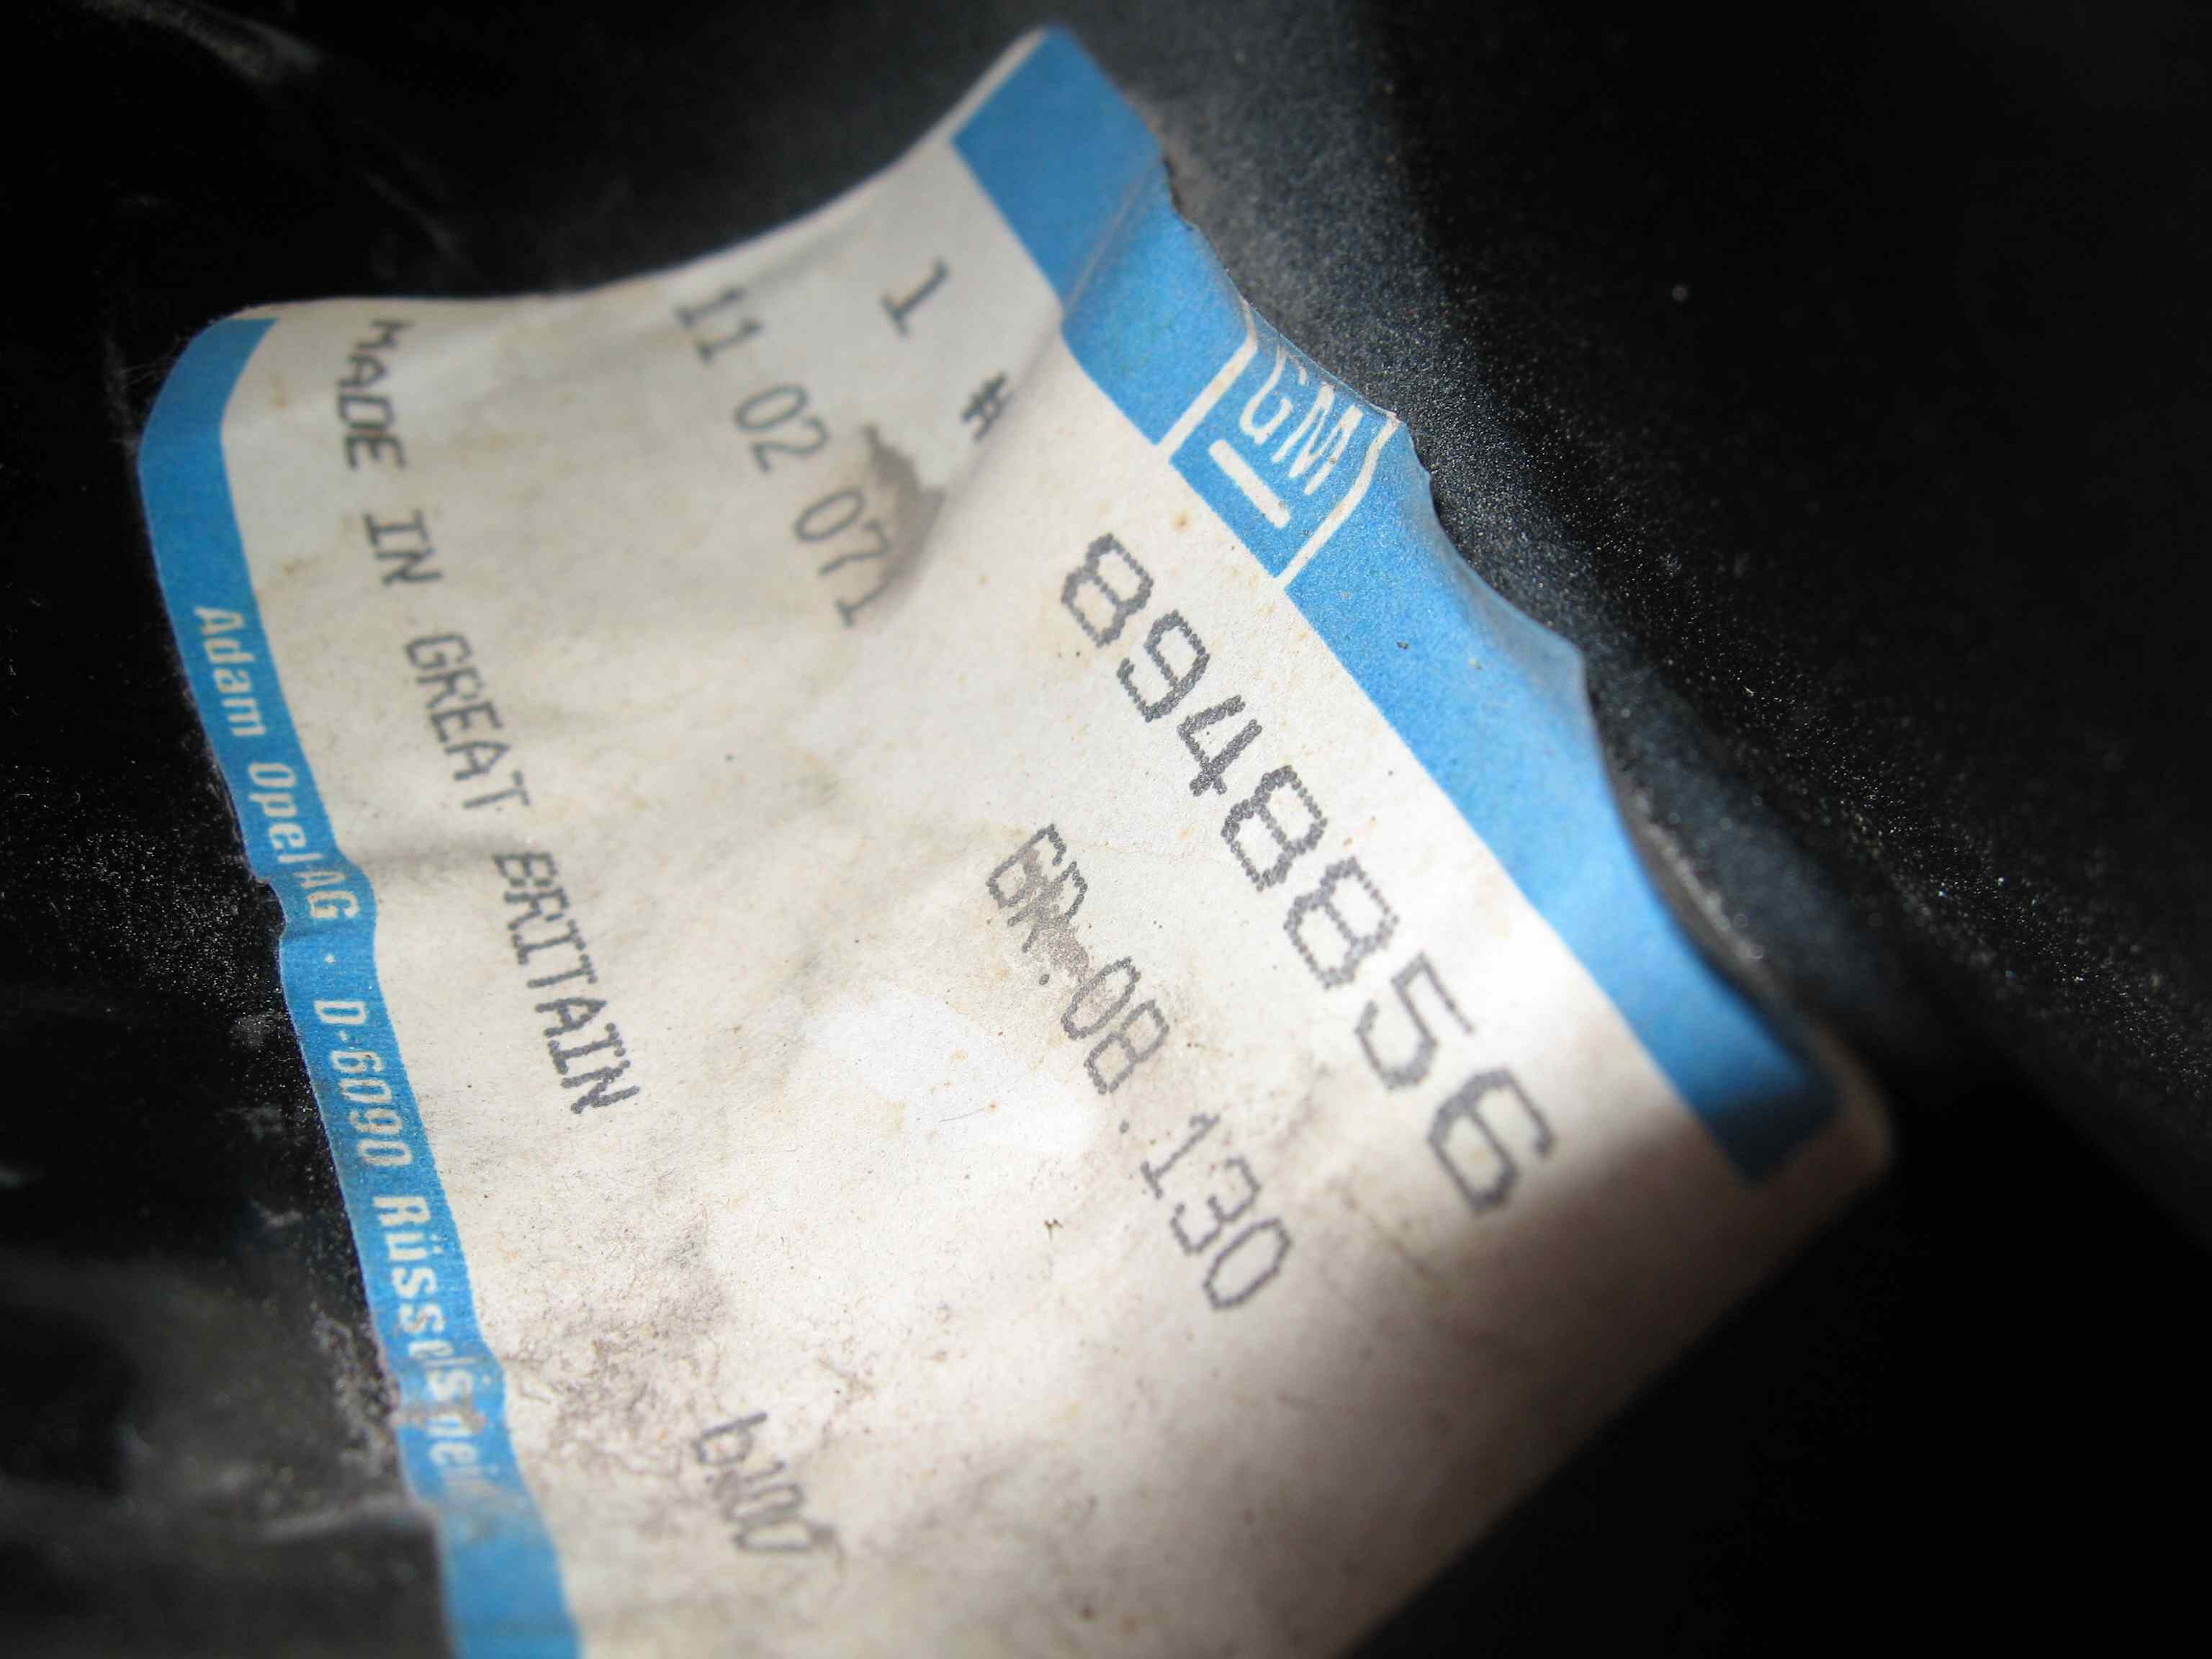 GM
8948856
1 #
GR.08.130
11 02 071
MADE IN GREAT BRITAIN
Adam Opel AG · D-6090 Rüsselsheim